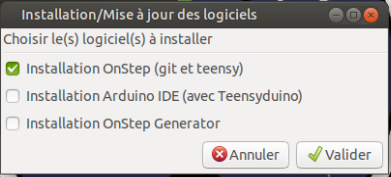 Installation/Mise à jour des logiciels
Choisir le(s) logiciel(s) à installer
Installation OnStep (git et teensy)
Installation Arduino IDE (avec Teensyduino)
Installation OnStep Generator
Annuler Valider